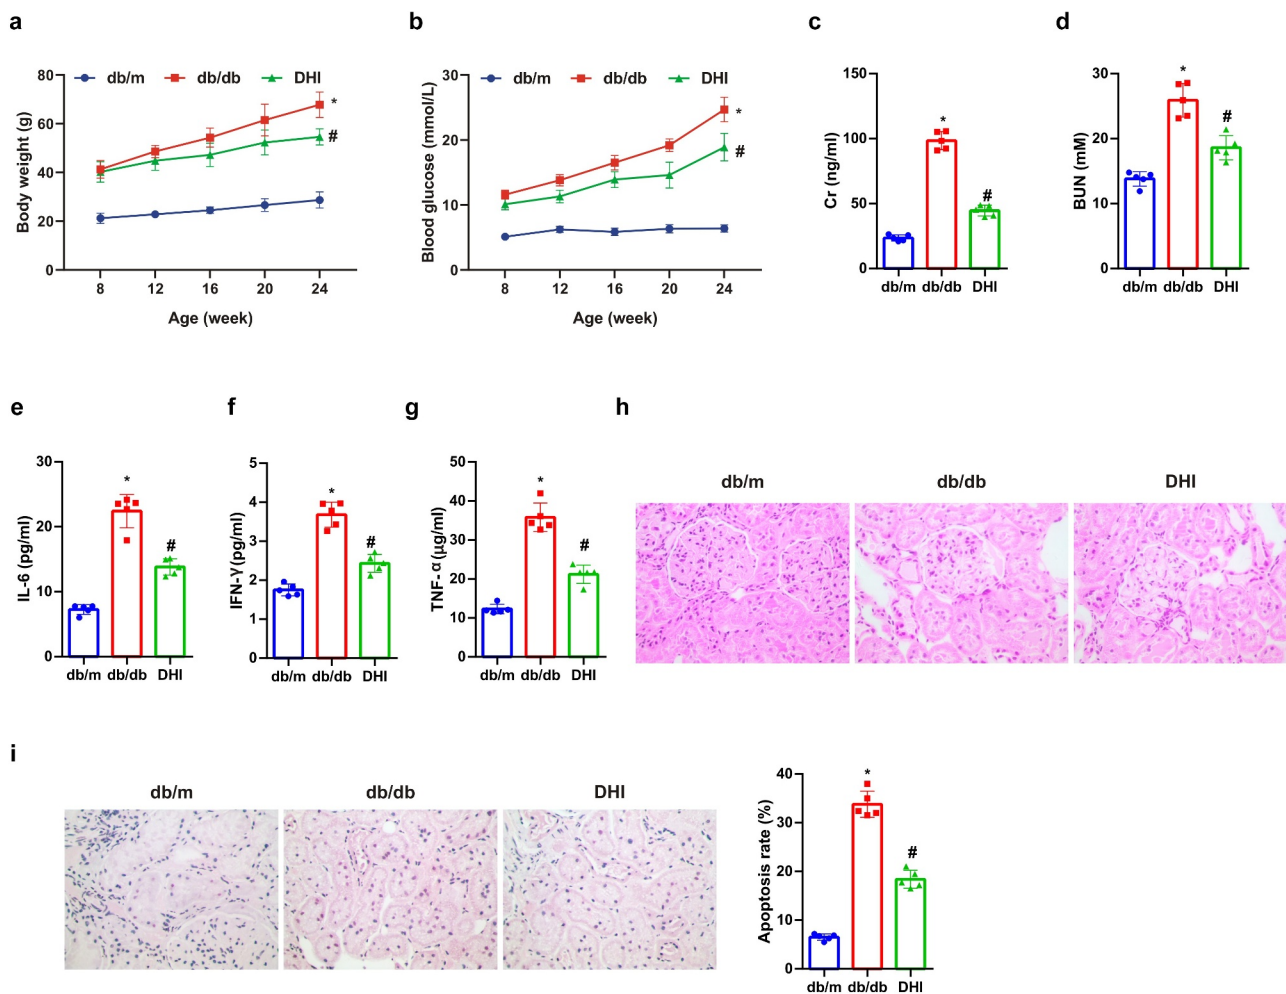 a
b
c
d
db/m db/db DHI
Body weight (g)
80
60
40
20
0
*
#
8 12 16 20 24
Age (week)
db/m db/db DHI
Blood glucose (mmol/L)
30
20
10
0
*
#
8 12 16 20 24
Age (week)
Cr (ng/ml)
150
100
50
0
*
#
db/m db/db DHI
BUN (mM)
30
20
10
0
*
#
db/m db/db DHI
e
f
g
h
IL-6 (pg/ml)
30
20
10
0
*
#
db/m db/db DHI
IFN-Y(pg/ml)
5
4
3
2
1
0
*
#
db/m db/db DHI
TNF-α(μg/ml)
50
40
30
20
10
0
*
#
db/m db/db DHI
db/m db/db DHI
i
db/m db/db DHI
Apoptosis rate (%)
40
30
20
10
0
*
#
db/m db/db DHI